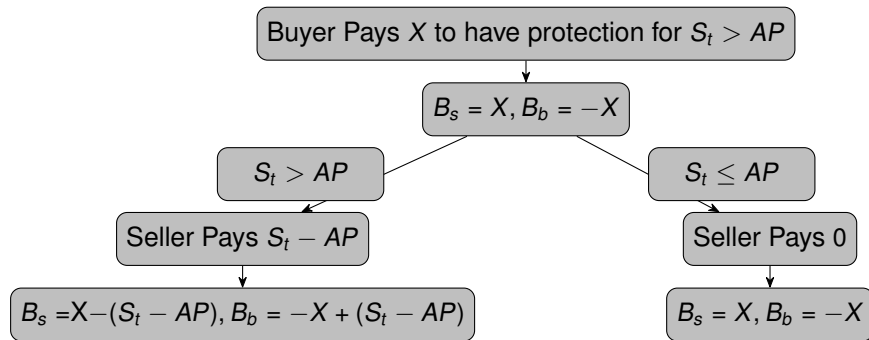 Buyer Pays X to have protection for S_t > AP
B_s = X, B_b = −X
S_t > AP
S_t ≤ AP
Seller Pays S_t − AP
Seller Pays 0
B_s =X−(S_t − AP), B_b = −X + (S_t − AP)
B_s = X, B_b = −X